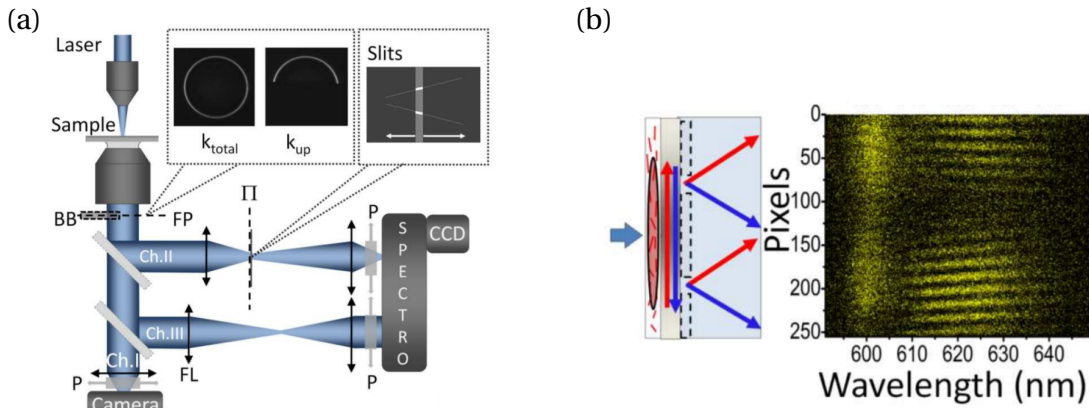 (a)
Laser
Sample
k_total
k_up
Slits
BB
FP
Π
P
Ch.II
Ch.III
Ch.I
FL
P
P
SPECTRO
CCD
Camera
(b)
0
50
100
150
200
250
Pixels
600 610 620 630 640
Wavelength (nm)